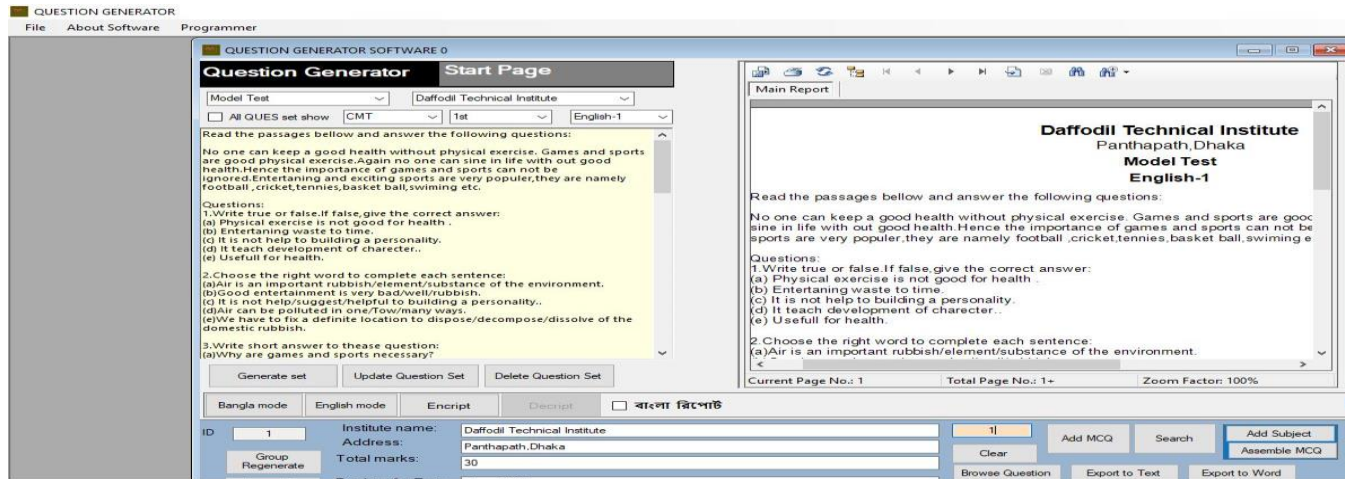 QUESTION GENERATOR
File About Software Programmer
QUESTION GENERATOR SOFTWARE 0
Question Generator Start Page
Model Test Daffodil Technical Institute
All QUES set show CMT 1st English-1
Read the passages bellow and answer the following questions:
No one can keep a good health without physical exercise. Games and sports
are good physical exercise.Again no one can sine in life with out good
health.Hence the importance of games and sports can not be
ignored.Entertaning and exciting sports are very populer,they are namely
football ,cricket,tennies,basket ball,swiming etc.
Questions:
1.Write true or false.If false,give the correct answer:
(a) Physical exercise is not good for health .
(b) Entertaning waste to time.
(c) It is not help to building a personality.
(d) It teach development of charecter..
(e) Usefull for health.
2.Choose the right word to complete each sentence:
(a)Air is an important rubbish/element/substance of the environment.
(b)Good entertainment is very bad/well/rubbish.
(c) It is not help/suggest/helpful to building a personality..
(d)Air can be polluted in one/Tow/many ways.
(e)We have to fix a definite location to dispose/decompose/dissolve of the
domestic rubbish.
3.Write short answer to thease question:
(a)Why are games and sports necessary?
Generate set Update Question Set Delete Question Set
Main Report
Daffodil Technical Institute
Panthapath,Dhaka
Model Test
English-1
Read the passages bellow and answer the following questions:
No one can keep a good health without physical exercise. Games and sports are good
sine in life with out good health.Hence the importance of games and sports can not be
sports are very populer,they are namely football ,cricket,tennies,basket ball,swiming e
Questions:
1.Write true or false.If false,give the correct answer:
(a) Physical exercise is not good for health .
(b) Entertaning waste to time.
(c) It is not help to building a personality.
(d) It teach development of charecter..
(e) Usefull for health.
2.Choose the right word to complete each sentence:
(a)Air is an important rubbish/element/substance of the environment.
Current Page No.: 1 Total Page No.: 1+ Zoom Factor: 100%
Bangla mode English mode Encript Decript বাংলা রিপোর্ট
ID 1 Institute name: Daffodil Technical Institute 1 Add MCQ Search Add Subject
Address: Panthapath,Dhaka Clear Assemble MCQ
Group Regenerate Total marks: 30
Browse Question Export to Text Export to Word